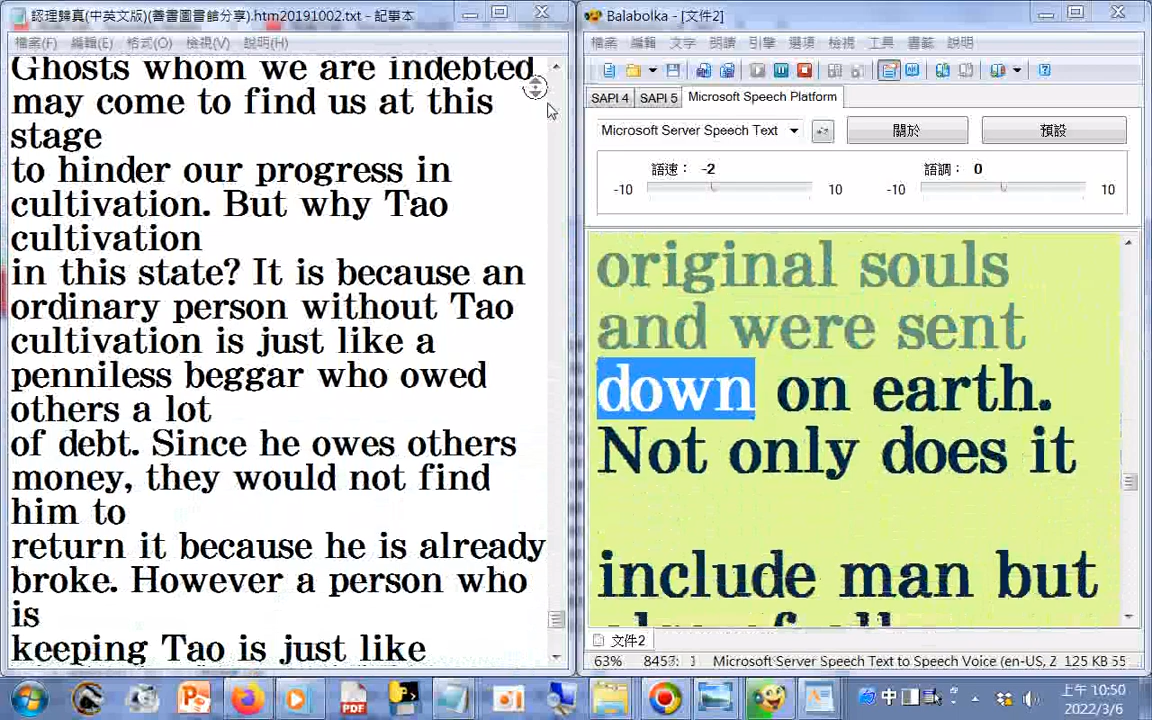 認理歸真(中英文版)(善書圖書館分享).htm20191002.txt - 記事本
檔案(F) 編輯(E) 格式(O) 檢視(V) 說明(H)
Ghosts whom we are indebted
may come to find us at this
stage
to hinder our progress in
cultivation. But why Tao
cultivation
in this state? It is because an
ordinary person without Tao
cultivation is just like a
penniless beggar who owed
others a lot
of debt. Since he owes others
money, they would not find
him to
return it because he is already
broke. However a person who
is
keeping Tao is just like
Balabolka - [文件2]
檔案 編輯 文字 朗讀 引擎 選項 檢視 工具 書籤 說明
SAPI 4 SAPI 5 Microsoft Speech Platform
Microsoft Server Speech Text 關於 預設
語速： -2 語調： 0
-10 10 -10 10
original souls
and were sent
down on earth.
Not only does it
include man but
文件2
63% 8453: Microsoft Server Speech Text to Speech Voice (en-US, Z 125 KB
中
上午 10:50
2022/3/6